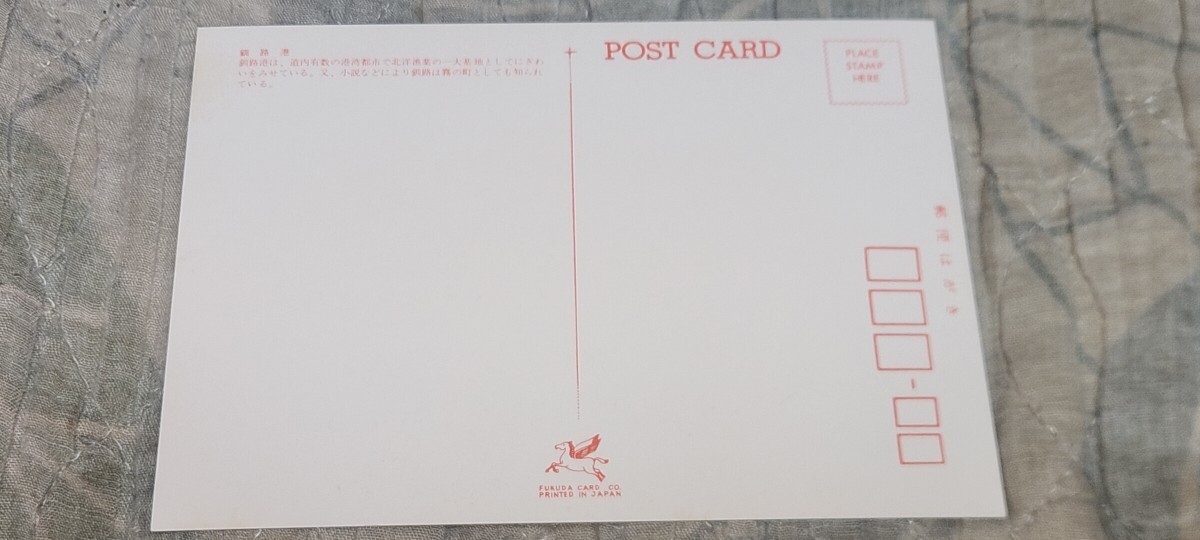 釧路港
釧路港は、道内有数の港湾都市で北洋漁業の一大基地としてにぎわ
いをみせている。又、小説などにより釧路は霧の町としても知られ
ている。
POST CARD
PLACE
STAMP
HERE
郵便はがき
FUKUDA CARD CO.
PRINTED IN JAPAN